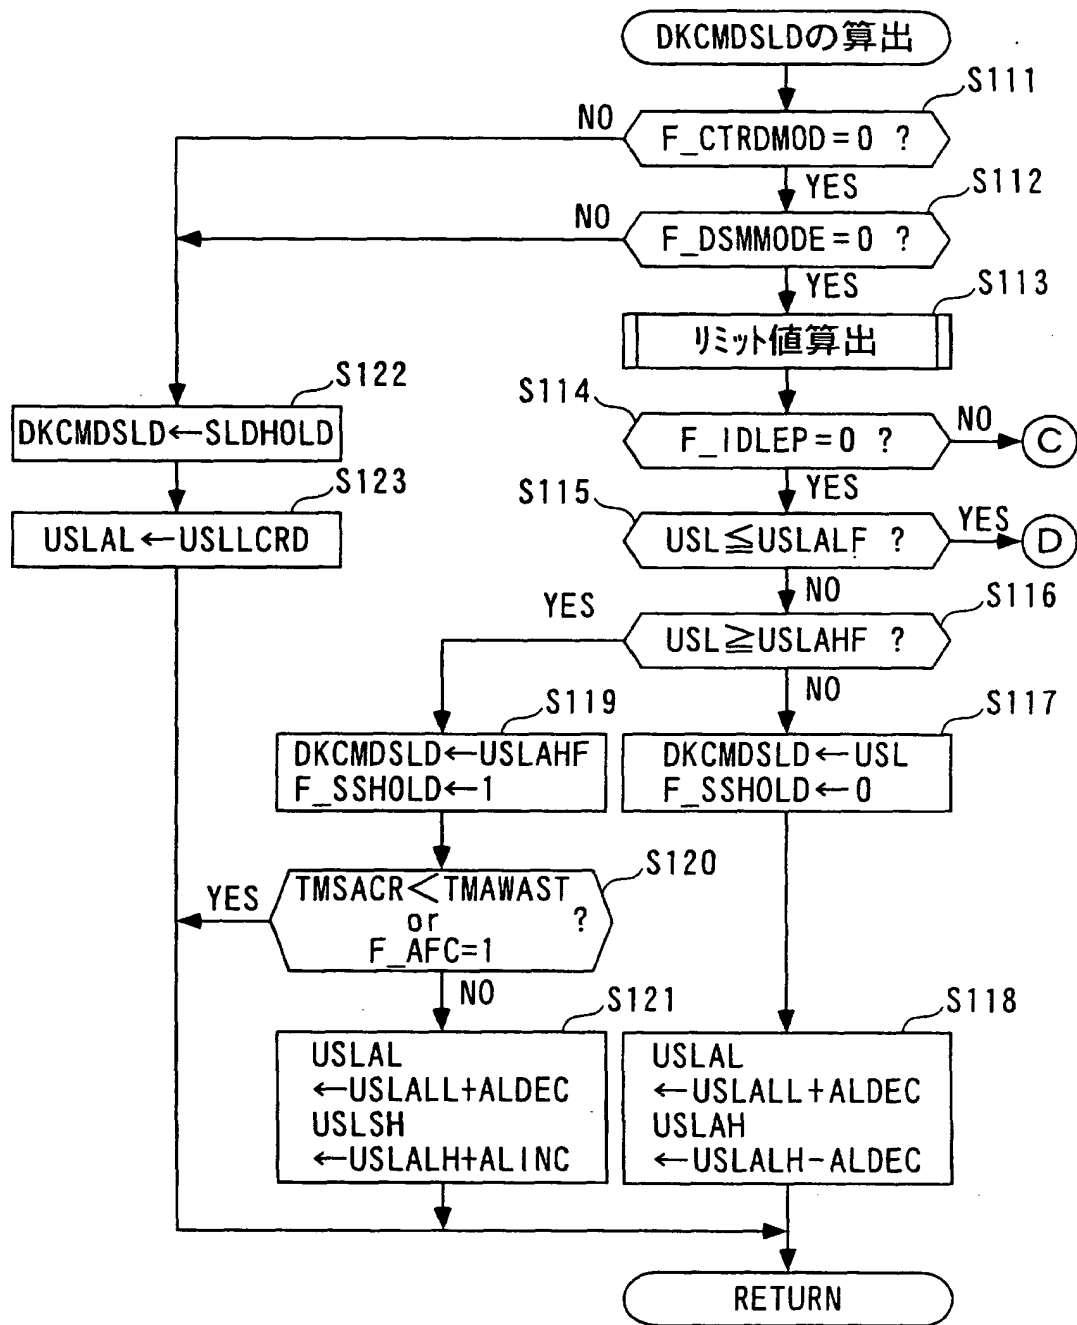 DKCMDSLDの算出
S111
NO
F_CTRDMOD=0 ?
YES
S112
NO
F_DSMMODE=0 ?
YES
S113
リミット値算出
S122
DKCMDSLD←SLDHOLD
S114
F_IDLEP=0 ?
NO
C
YES
S123
USLAL←USLLCRD
S115
USL≦USLALF ?
YES
D
NO
S116
YES
USL≧USLAHF ?
NO
S119
DKCMDSLD←USLAHF
F_SSHOLD←1
S117
DKCMDSLD←USL
F_SSHOLD←0
S120
YES
TMSACR<TMAWAST
or ?
F_AFC=1
NO
S121
USLAL
←USLALL+ALDEC
USLSH
←USLALH+ALINC
S118
USLAL
←USLALL+ALDEC
USLAH
←USLALH-ALDEC
RETURN